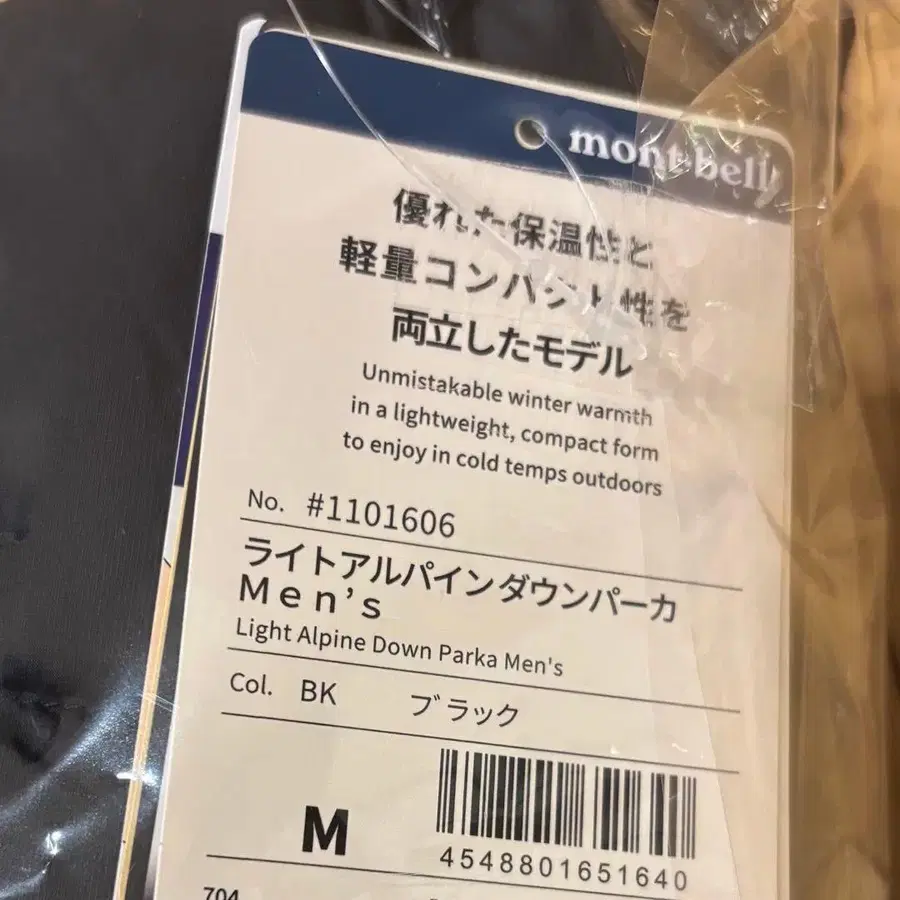 mont-bell
優れた保温性と
軽量コンパクト性を
両立したモデル
Unmistakable winter warmth
in a lightweight, compact form
to enjoy in cold temps outdoors
No. #1101606
ライトアルパイン ダウンパーカ
Men's
Light Alpine Down Parka Men's
Col. BK ブラック
M
4548801651640
704